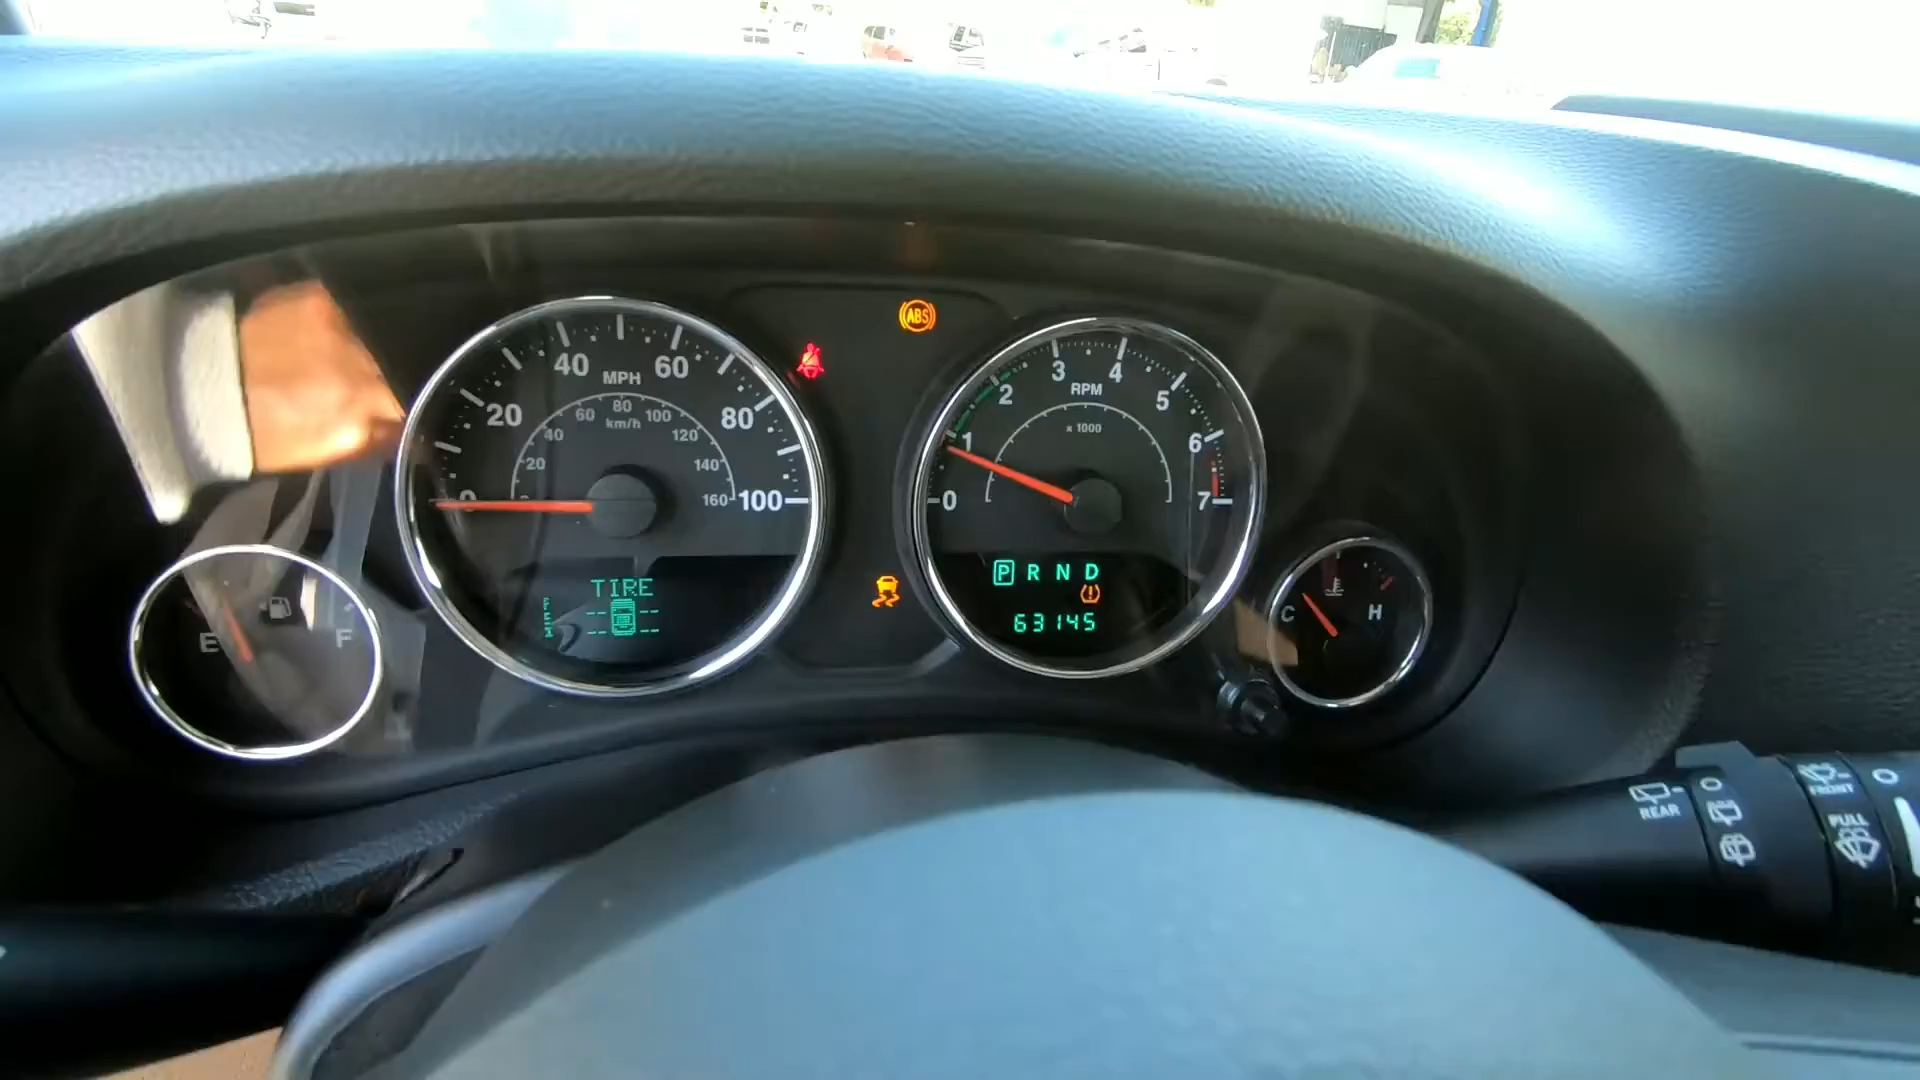 ABS
40 60
MPH
20 80
60 80 100
km/h
40 120
20 140
0 160 100
3 4
2 RPM 5
x 1000
1 6
0 7
P R N D
63145
TIRE
-- --
-- --
E F
C H
REAR
FRONT
PULL